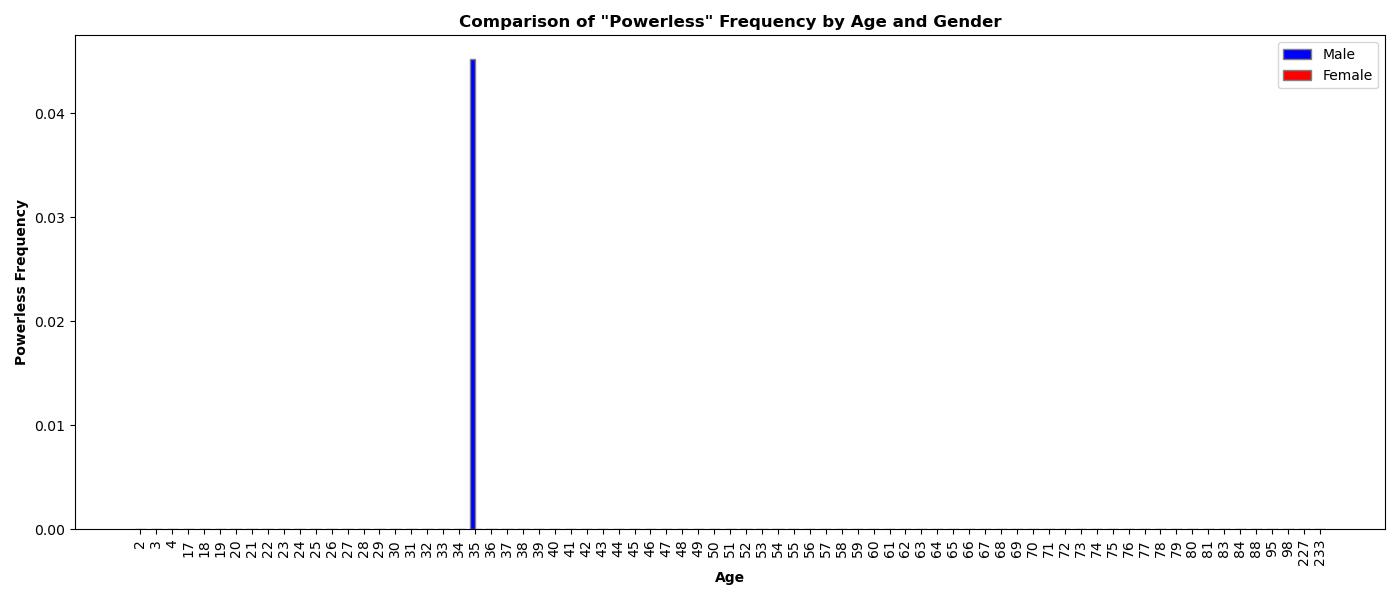 Comparison of "Powerless" Frequency by Age and Gender
Male
Female
Powerless Frequency
0.04
0.03
0.02
0.01
0.00
2 3 4 17 18 19 20 21 22 23 24 25 26 27 28 29 30 31 32 33 34 35 36 37 38 39 40 41 42 43 44 45 46 47 48 49 50 51 52 53 54 55 56 57 58 59 60 61 62 63 64 65 66 67 68 69 70 71 72 73 74 75 76 77 78 79 80 81 83 84 88 95 98 227 233
Age